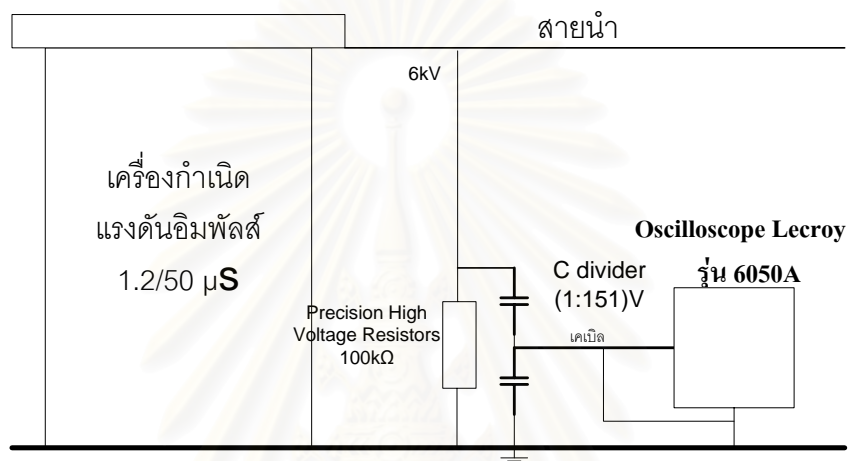 สายนำ
6kV
เครื่องกำเนิด
แรงดันอิมพัลส์
1.2/50 µS
Precision High
Voltage Resistors
100kΩ
C divider
(1:151)V
เคเบิล
Oscilloscope Lecroy
รุ่น 6050A